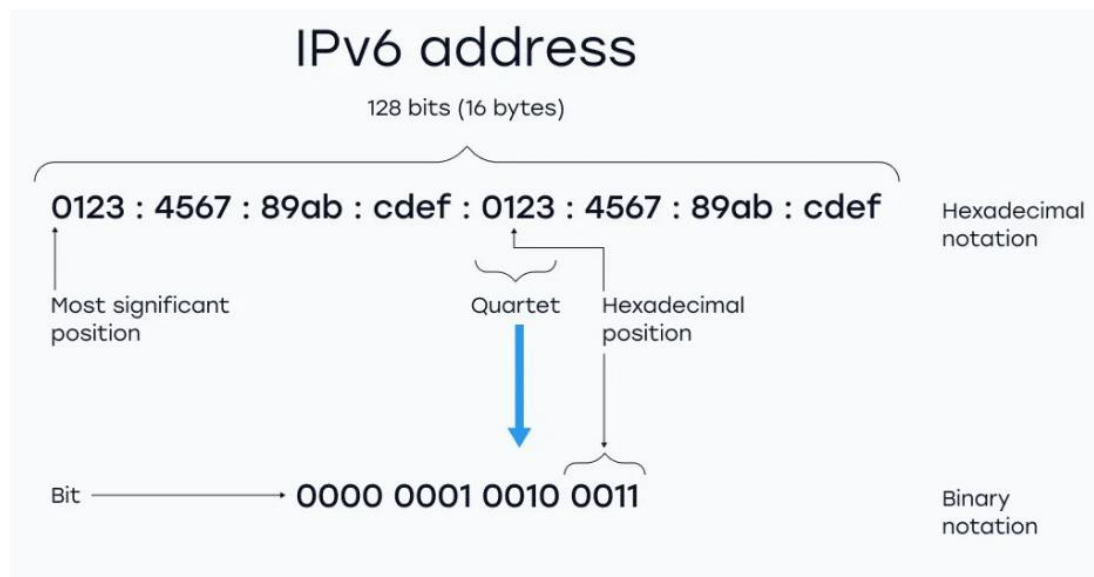 IPv6 address
128 bits (16 bytes)
0123 : 4567 : 89ab : cdef : 0123 : 4567 : 89ab : cdef
Hexadecimal
notation
Most significant
position
Quartet
Hexadecimal
position
Bit
0000 0001 0010 0011
Binary
notation